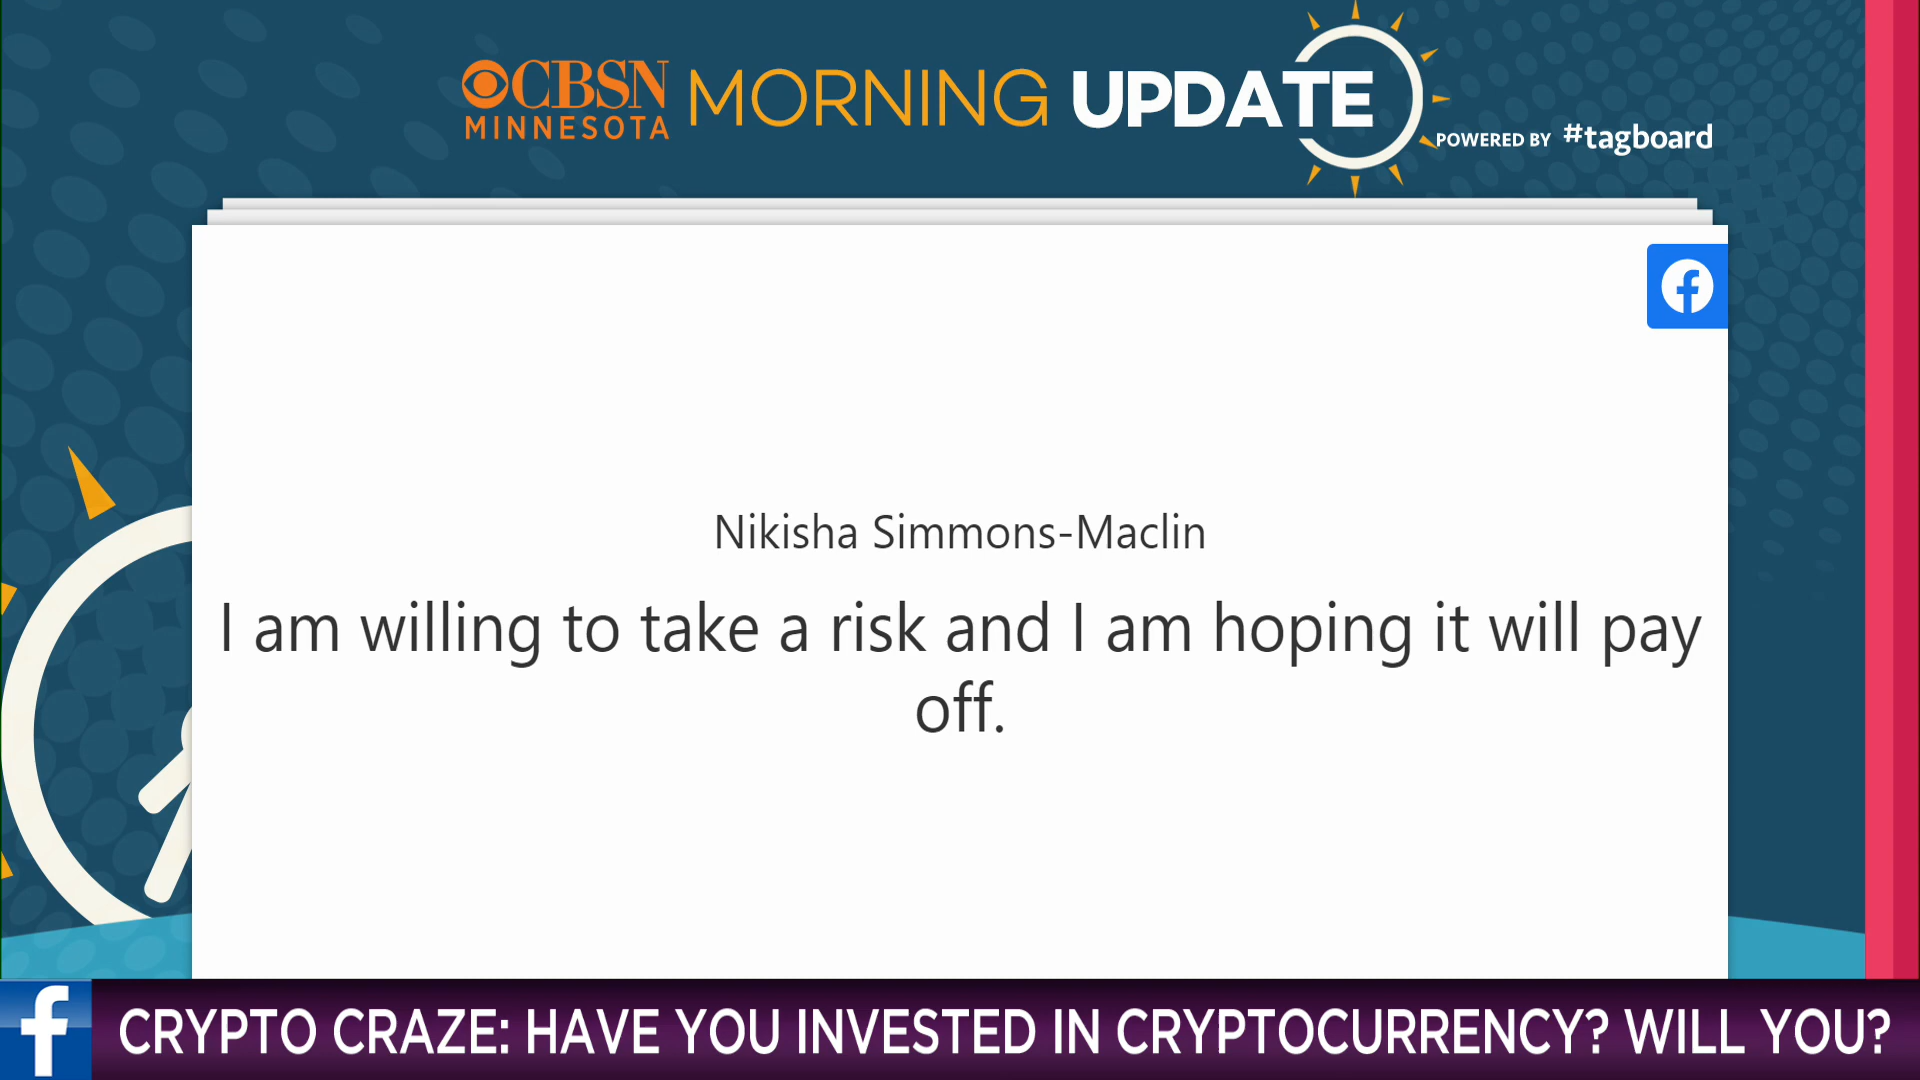 CBSN MORNING UPDATE
MINNESOTA
POWERED BY #tagboard
Nikisha Simmons-Maclin
I am willing to take a risk and I am hoping it will pay
off.
CRYPTO CRAZE: HAVE YOU INVESTED IN CRYPTOCURRENCY? WILL YOU?